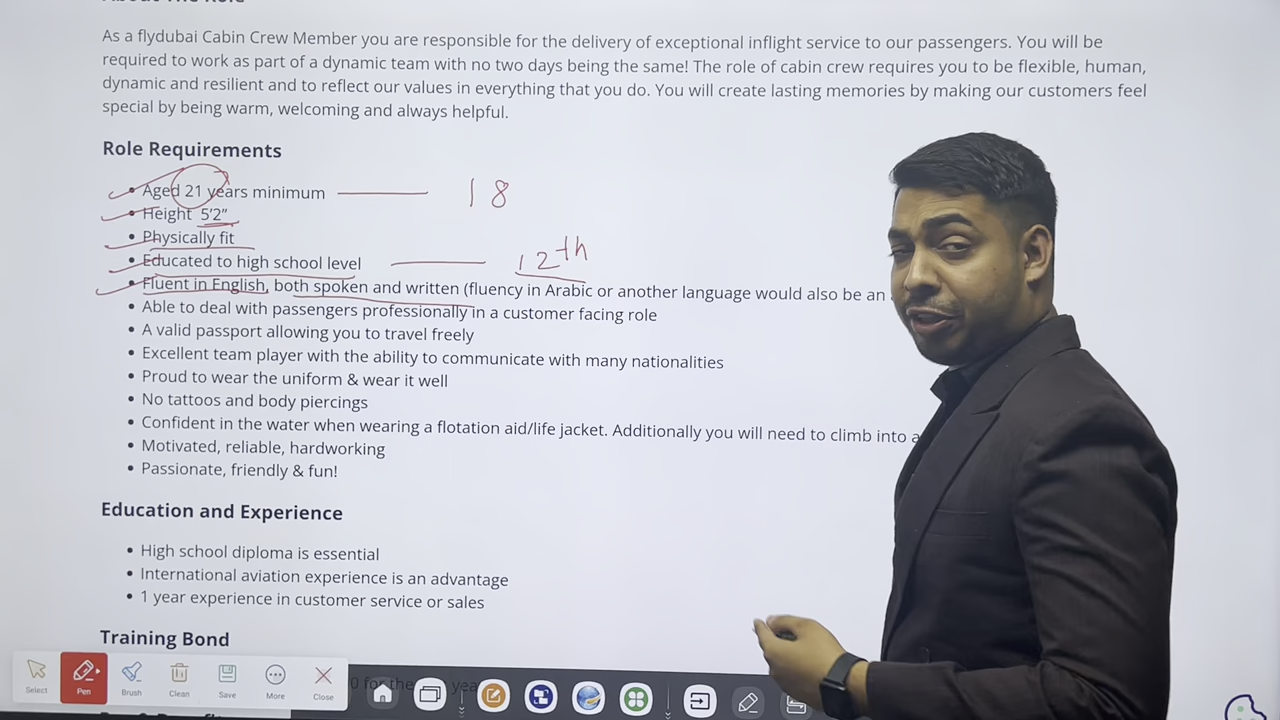 About The Role
As a flydubai Cabin Crew Member you are responsible for the delivery of exceptional inflight service to our passengers. You will be
required to work as part of a dynamic team with no two days being the same! The role of cabin crew requires you to be flexible, human,
dynamic and resilient and to reflect our values in everything that you do. You will create lasting memories by making our customers feel
special by being warm, welcoming and always helpful.
Role Requirements
• Aged 21 years minimum 18
• Height 5'2"
• Physically fit
• Educated to high school level 12th
• Fluent in English, both spoken and written (fluency in Arabic or another language would also be an
• Able to deal with passengers professionally in a customer facing role
• A valid passport allowing you to travel freely
• Excellent team player with the ability to communicate with many nationalities
• Proud to wear the uniform & wear it well
• No tattoos and body piercings
• Confident in the water when wearing a flotation aid/life jacket. Additionally you will need to climb into a
• Motivated, reliable, hardworking
• Passionate, friendly & fun!
Education and Experience
• High school diploma is essential
• International aviation experience is an advantage
• 1 year experience in customer service or sales
Training Bond
0 for the yea
Select Pen Brush Clean Save More Close